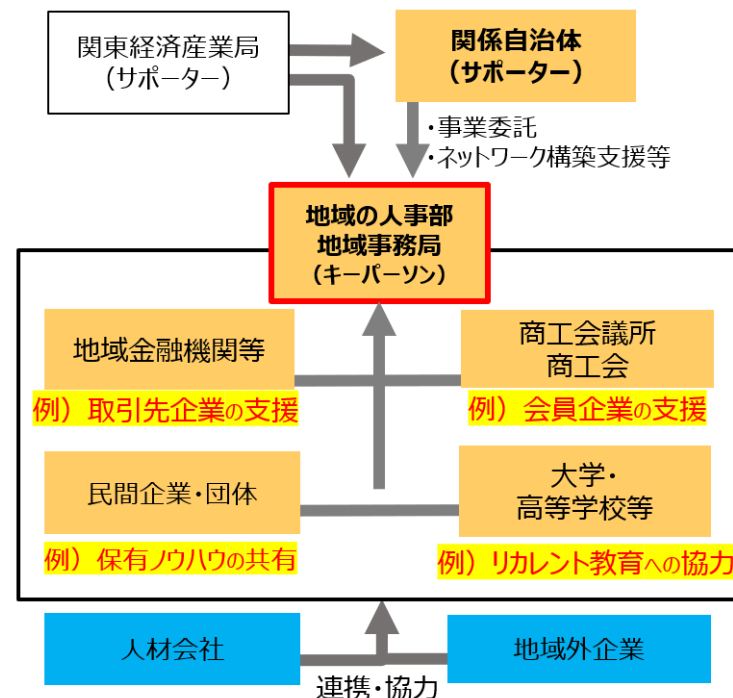 関東経済産業局
(サポーター)
関係自治体
(サポーター)
・事業委託
・ネットワーク構築支援等
地域の人事部
地域事務局
(キーパーソン)
地域金融機関等
例）取引先企業の支援
商工会議所
商工会
例）会員企業の支援
民間企業・団体
例）保有ノウハウの共有
大学・
高等学校等
例）リカレント教育への協力
人材会社
地域外企業
連携・協力